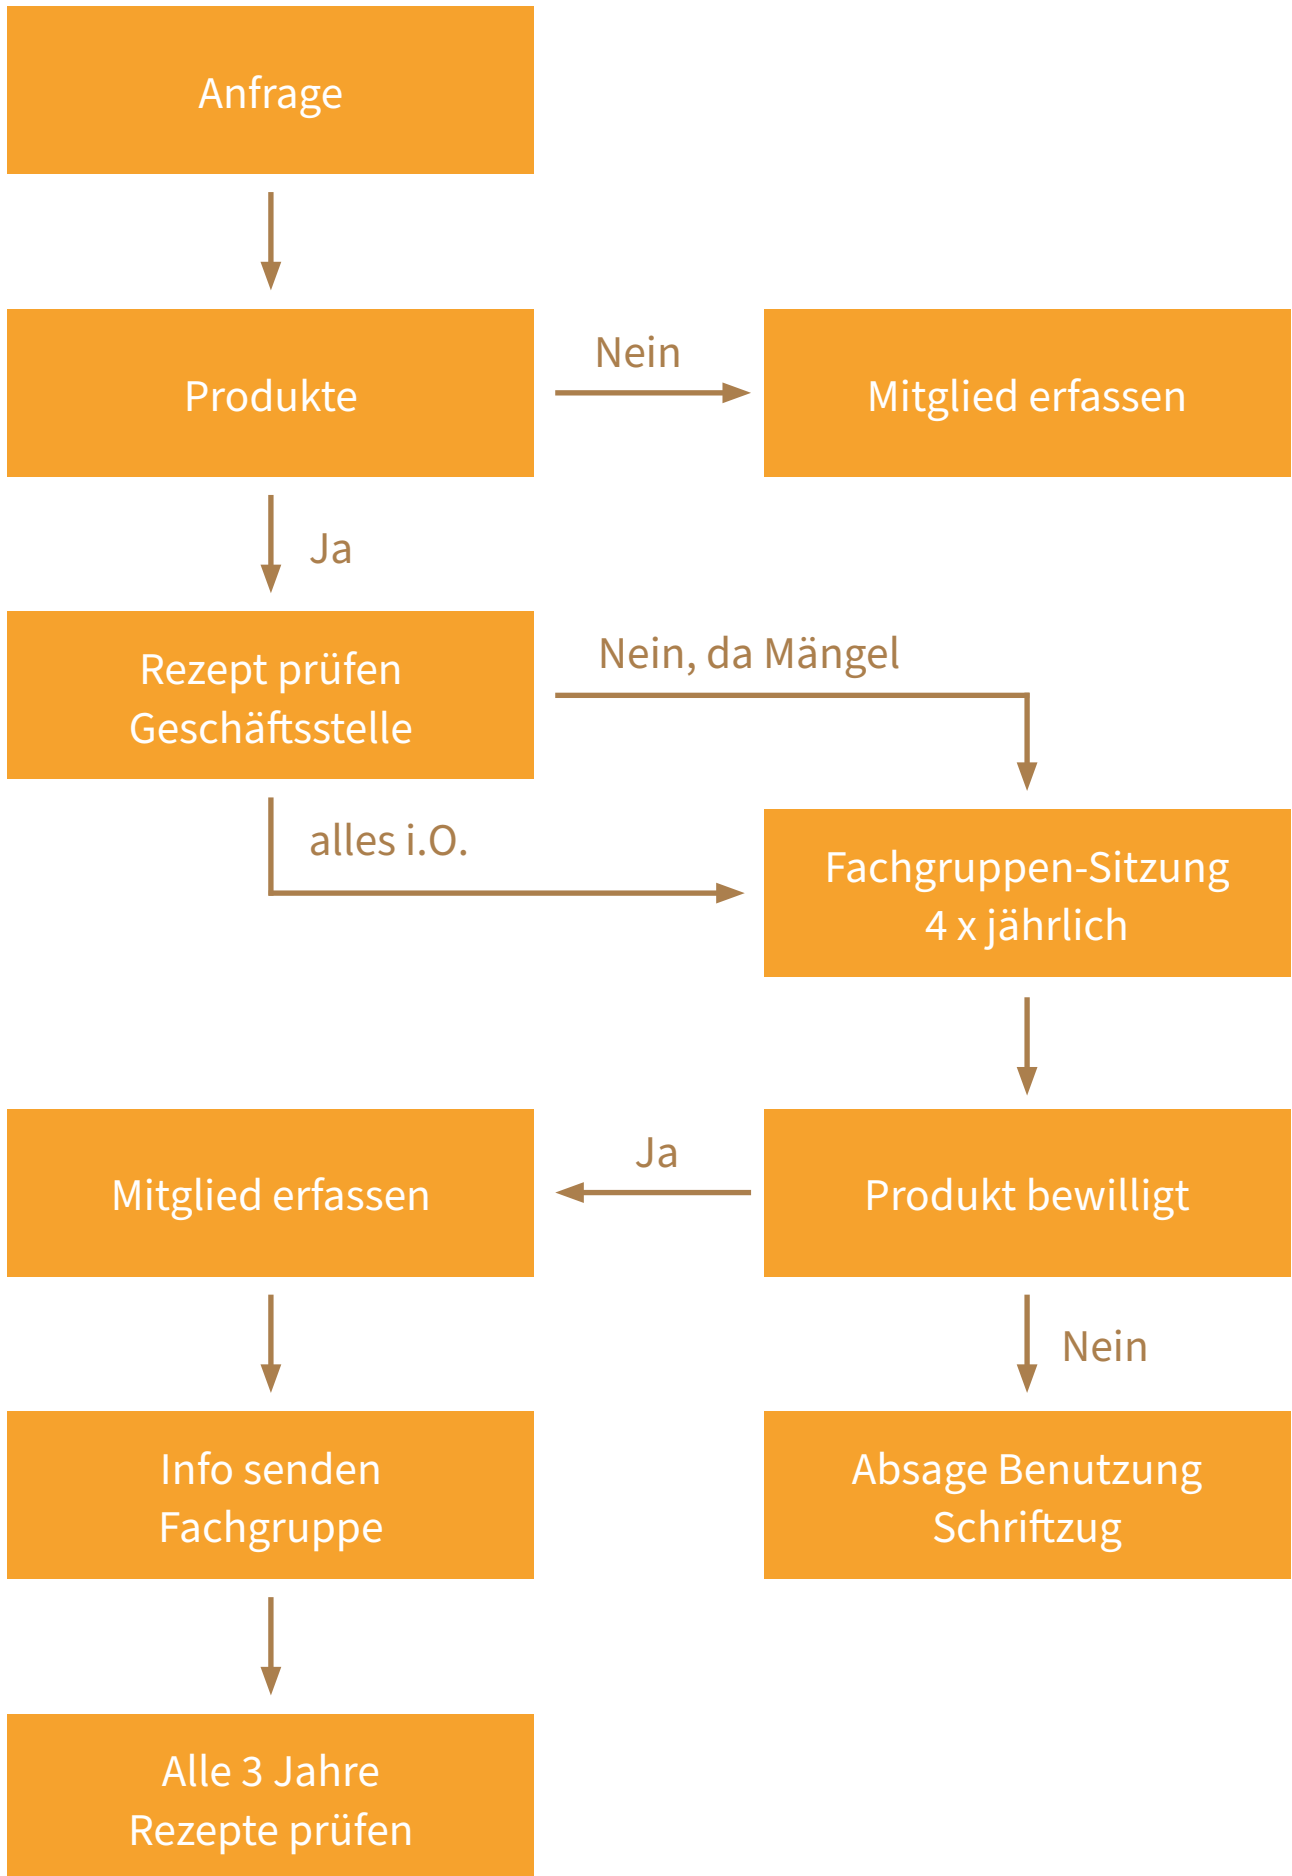 Anfrage
Produkte
Nein
Mitglied erfassen
Ja
Rezept prüfen
Geschäftsstelle
Nein, da Mängel
alles i.O.
Fachgruppen-Sitzung
4 x jährlich
Mitglied erfassen
Ja
Produkt bewilligt
Nein
Info senden
Fachgruppe
Absage Benutzung
Schriftzug
Alle 3 Jahre
Rezepte prüfen